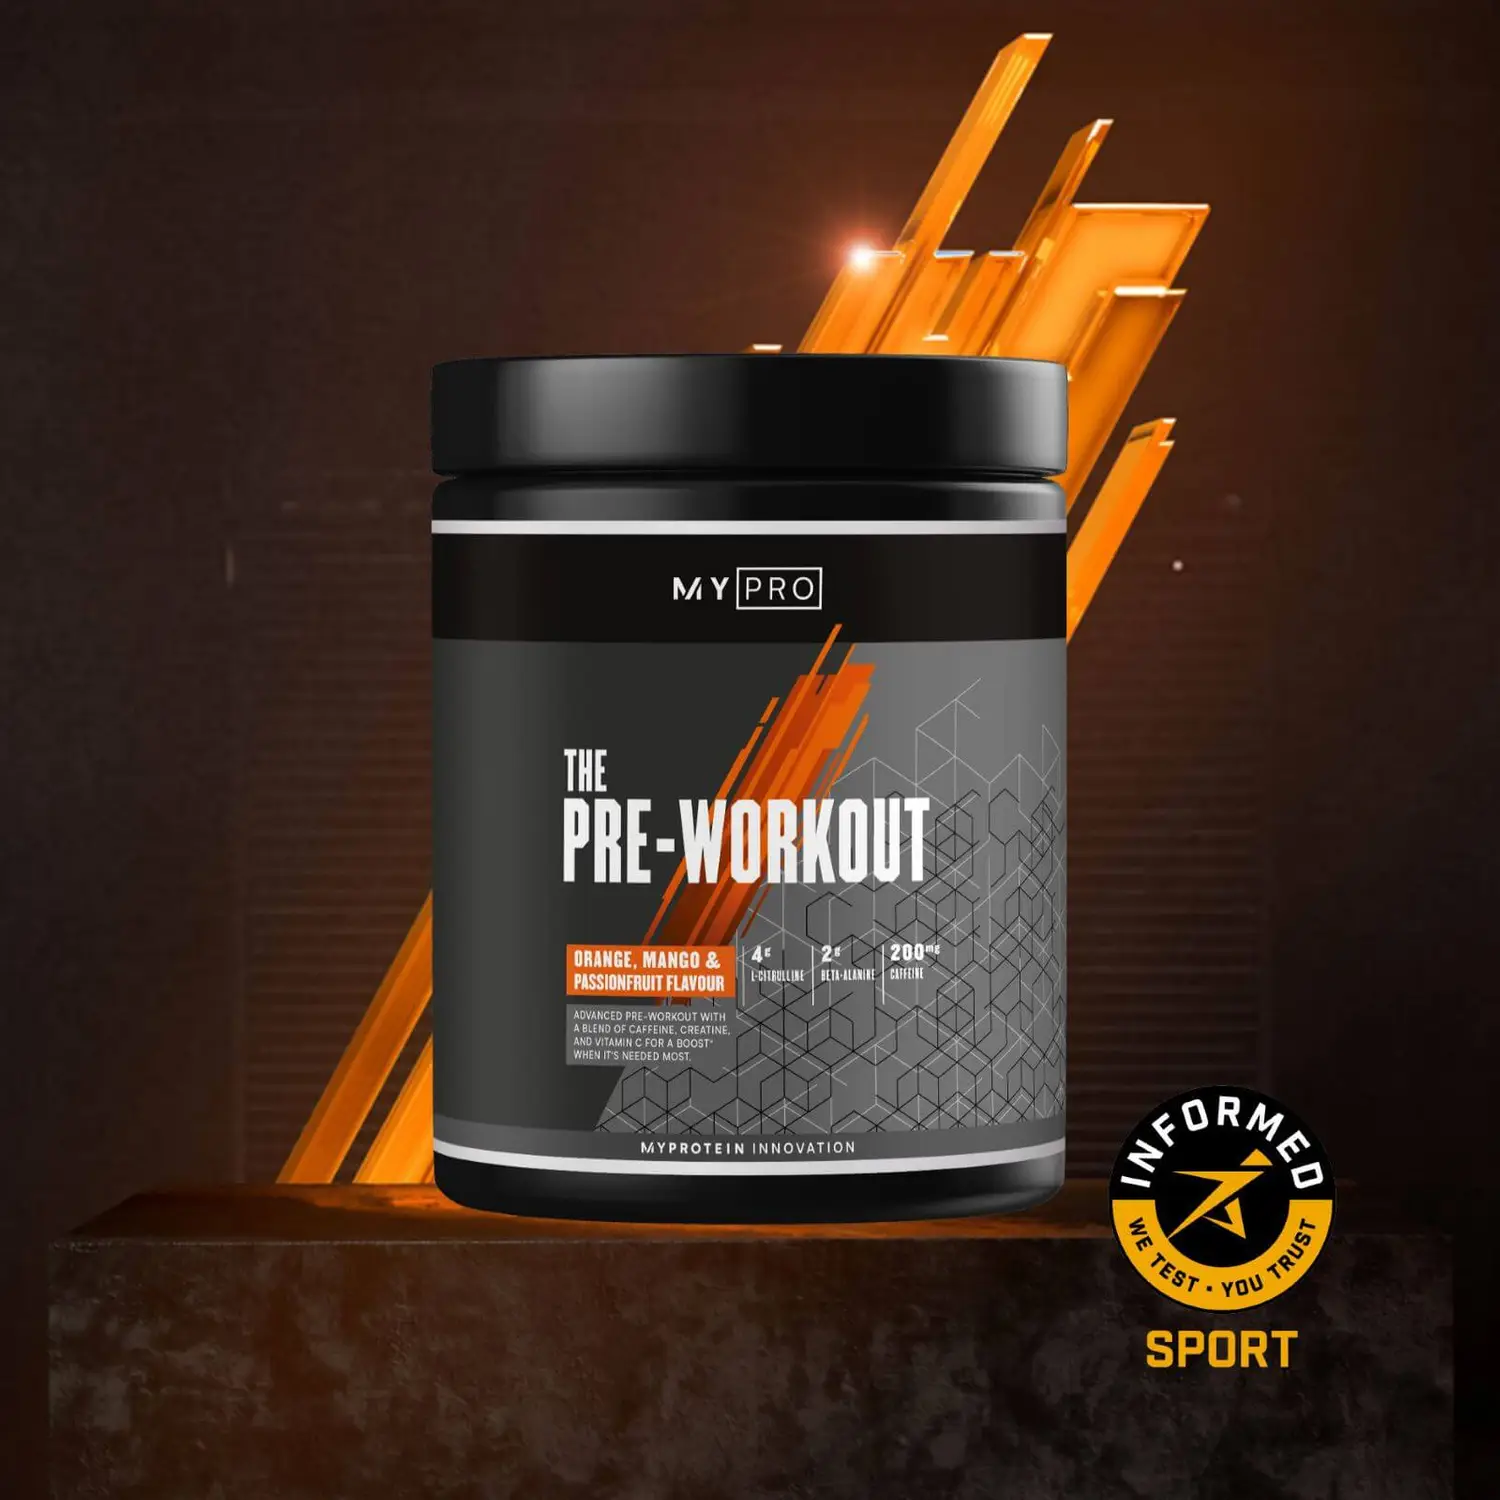 MYPRO
THE
PRE-WORKOUT
ORANGE, MANGO &
PASSIONFRUIT FLAVOUR
4g
L-CITRULLINE
2g
BETA-ALANINE
200mg
CAFFEINE
ADVANCED PRE-WORKOUT WITH
A BLEND OF CAFFEINE, CREATINE,
AND VITAMIN C FOR A BOOST*
WHEN IT'S NEEDED MOST.
MYPROTEIN INNOVATION
INFORMED
WE TEST · YOU TRUST
SPORT